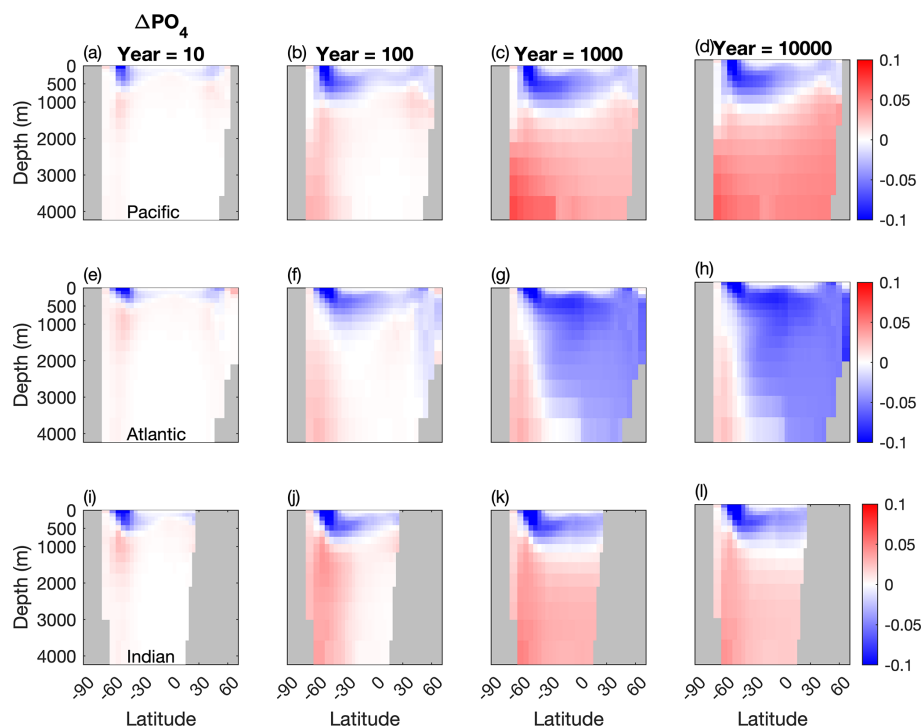 ΔPO4
Year = 10
Year = 100
Year = 1000
Year = 10000
(a)
(b)
(c)
(d)
0
500
1000
2000
3000
4000
Depth (m)
Pacific
0.1
0.05
0
-0.05
-0.1
(e)
(f)
(g)
(h)
0
500
1000
2000
3000
4000
Depth (m)
Atlantic
0.1
0.05
0
-0.05
-0.1
(i)
(j)
(k)
(l)
0
500
1000
2000
3000
4000
Depth (m)
Indian
0.1
0.05
0
-0.05
-0.1
-90 -60 -30 0 30 60
-90 -60 -30 0 30 60
-90 -60 -30 0 30 60
-90 -60 -30 0 30 60
Latitude
Latitude
Latitude
Latitude